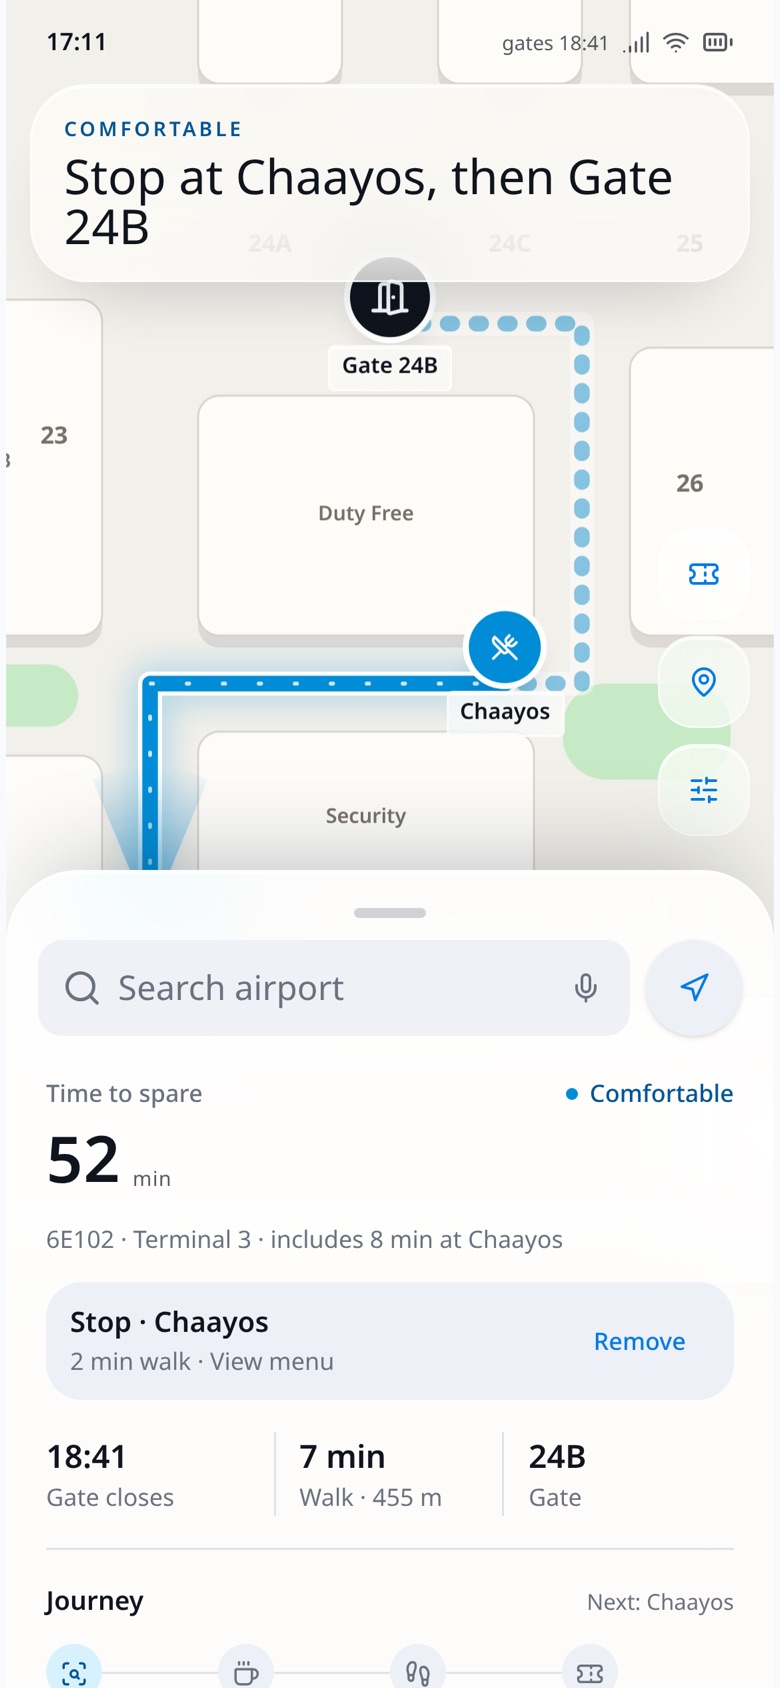 17:11
gates 18:41
COMFORTABLE
Stop at Chaayos, then Gate
24B
24A
24C
25
Gate 24B
23
Duty Free
26
Chaayos
Security
Search airport
Time to spare
Comfortable
52 min
6E102 · Terminal 3 · includes 8 min at Chaayos
Stop · Chaayos
2 min walk · View menu
Remove
18:41
Gate closes
7 min
Walk · 455 m
24B
Gate
Journey
Next: Chaayos